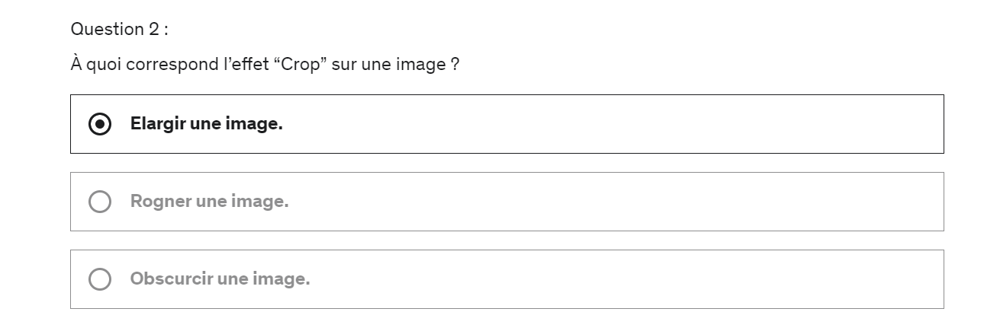 Question 2 :
À quoi correspond l’effet “Crop” sur une image ?
Elargir une image.
Rogner une image.
Obscurcir une image.